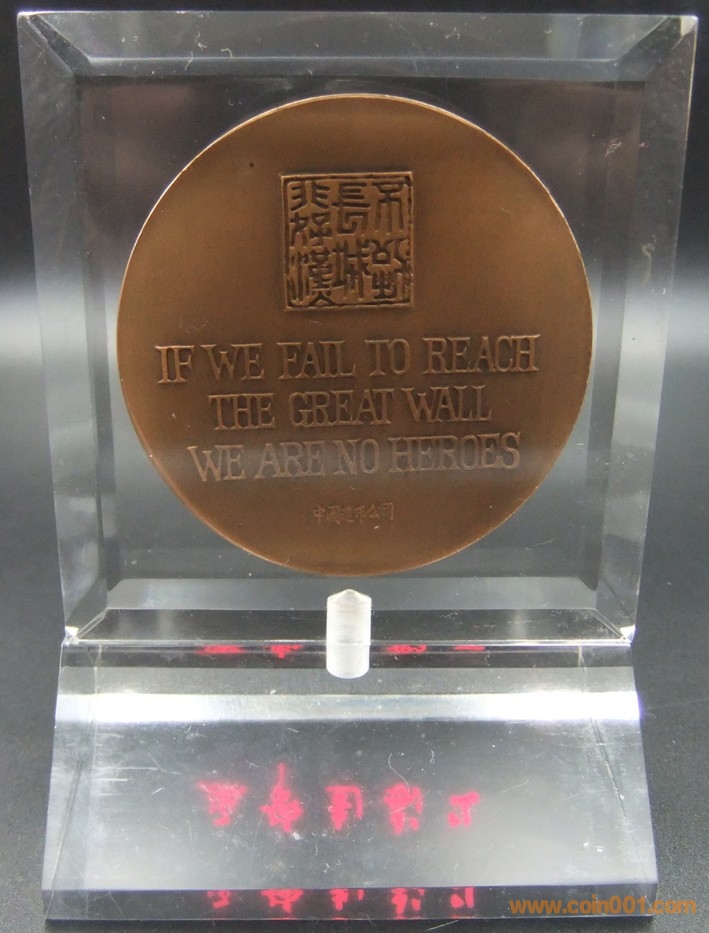 不到
長城
非好漢
IF WE FAIL TO REACH
THE GREAT WALL
WE ARE NO HEROES
中國造币公司
www.coin001.com